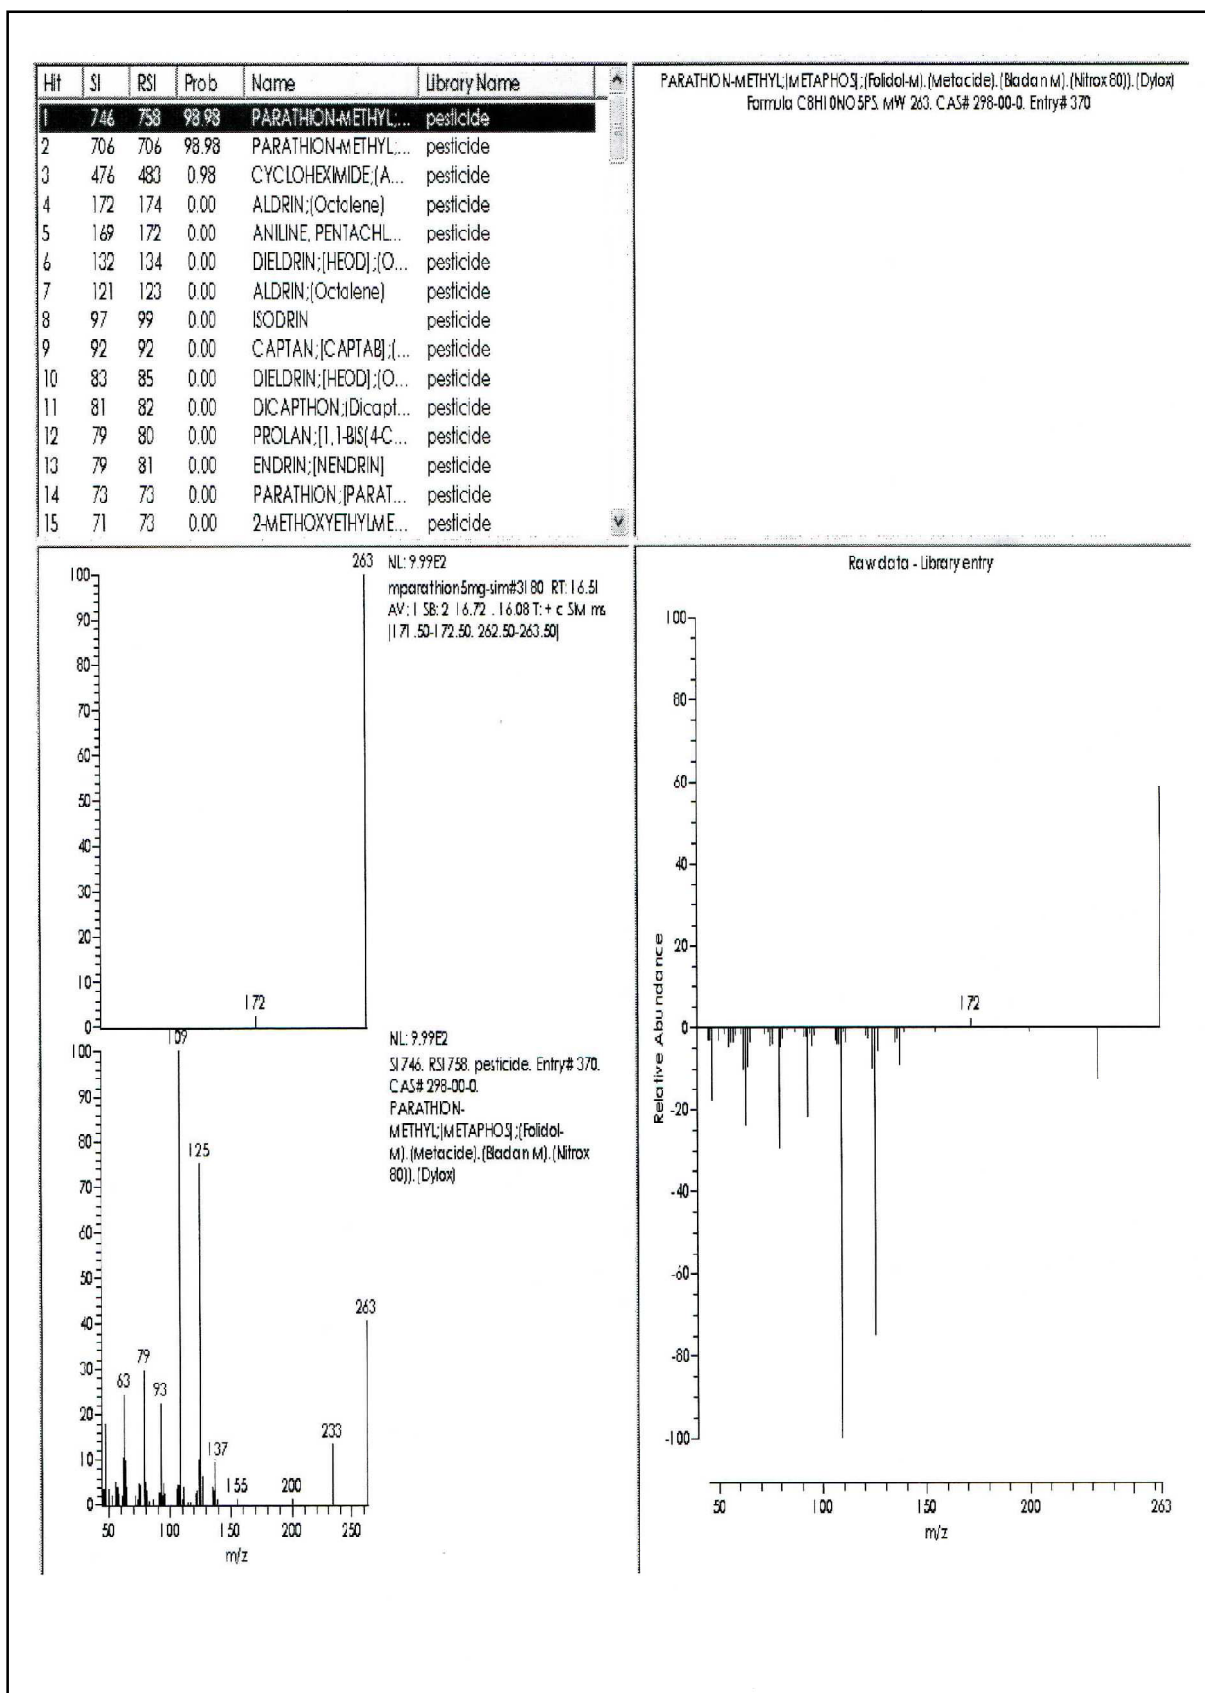 Hit SI RSI Prob Name Library Name
1 746 758 98.98 PARATHION-METHYL;... pesticide
2 706 706 98.98 PARATHION-METHYL;... pesticide
3 476 483 0.98 CYCLOHEXIMIDE;(A... pesticide
4 172 174 0.00 ALDRIN;(Octalene) pesticide
5 169 172 0.00 ANILINE, PENTACHL... pesticide
6 132 134 0.00 DIELDRIN;[HEOD];(O... pesticide
7 121 123 0.00 ALDRIN;(Octalene) pesticide
8 97 99 0.00 ISODRIN pesticide
9 92 92 0.00 CAPTAN;[CAPTAB];(... pesticide
10 83 85 0.00 DIELDRIN;[HEOD];(O... pesticide
11 81 82 0.00 DICAPTHON;(Dicapt... pesticide
12 79 80 0.00 PROLAN;[1,1-BIS(4-C... pesticide
13 79 81 0.00 ENDRIN;[NENDRIN] pesticide
14 73 73 0.00 PARATHION;[PARAT... pesticide
15 71 73 0.00 2-METHOXYETHYLME... pesticide
PARATHION-METHYL;[METAPHOS];(Folidol-M).(Metacide).(Bladan M).(Nitrox 80)).(Dylox)
Formula C8H10NO5PS. MW 263. CAS# 298-00-0. Entry# 370
263
NL: 9.99E2
mparathion5mg-sim#3180 RT: 16.51
AV: 1 SB: 2 16.72 . 16.08 T: + c SIM ms
[171.50-172.50. 262.50-263.50]
100
90
80
70
60
50
40
30
20
10
0
172
NL: 9.99E2
SI 746. RSI 758. pesticide. Entry# 370.
CAS# 298-00-0.
PARATHION-
METHYL;[METAPHOS];(Folidol-
M).(Metacide).(Bladan M).(Nitrox
80)).(Dylox)
109
125
263
79
63
93
233
137
155
200
100
90
80
70
60
50
40
30
20
10
0
50 100 150 200 250
m/z
Raw data - Library entry
Relative Abundance
100
80
60
40
20
0
-20
-40
-60
-80
-100
172
50 100 150 200 263
m/z